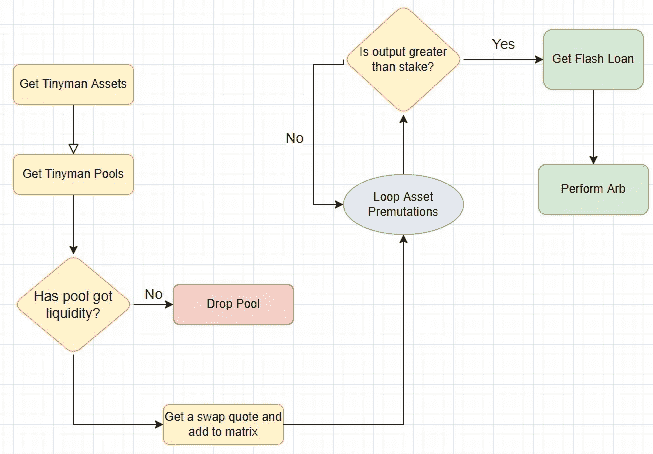 Get Tinyman Assets
Get Tinyman Pools
Has pool got
liquidity?
No
Drop Pool
Get a swap quote and
add to matrix
Loop Asset
Premutations
No
Is output greater
than stake?
Yes
Get Flash Loan
Perform Arb